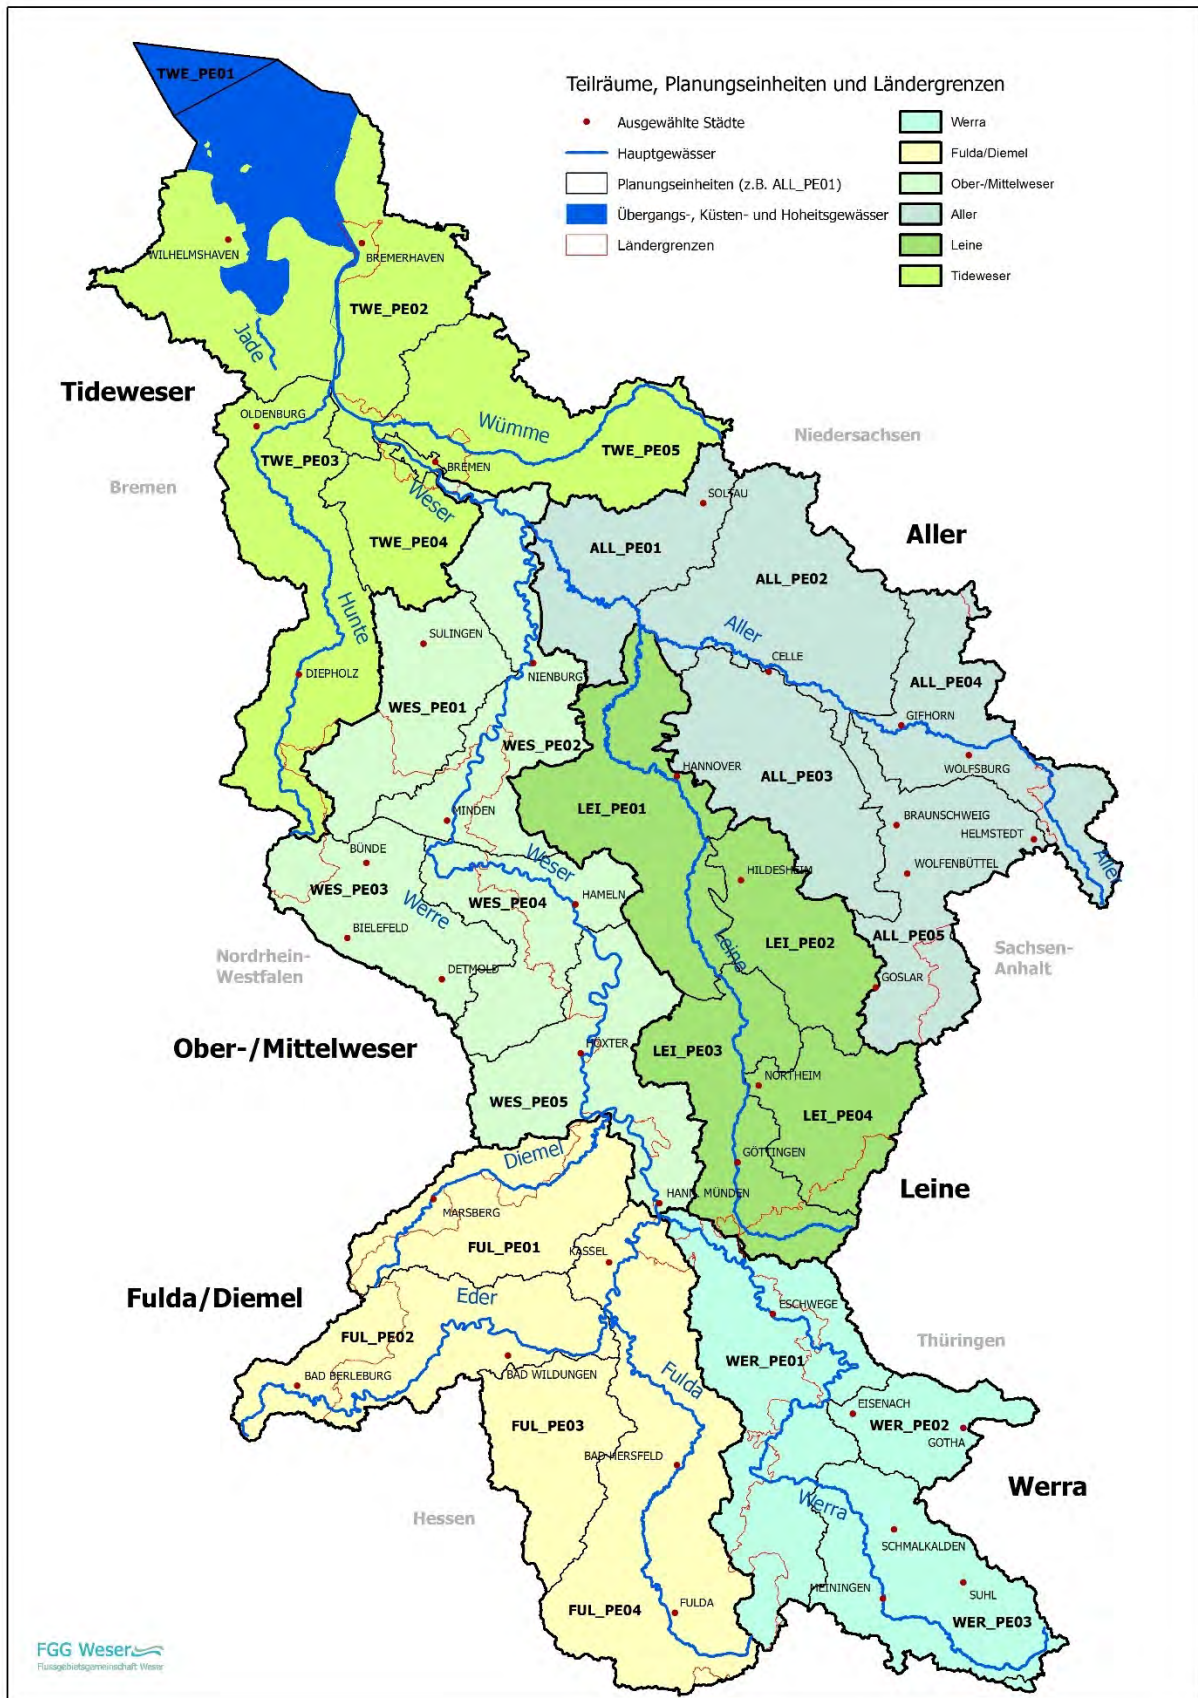 TWE_PE01
Teilräume, Planungseinheiten und Ländergrenzen
Ausgewählte Städte
Hauptgewässer
Planungseinheiten (z.B. ALL_PE01)
Übergangs-, Küsten- und Hoheitsgewässer
Ländergrenzen
Werra
Fulda/Diemel
Ober-/Mittelweser
Aller
Leine
Tideweser
WILHELMSHAVEN
BREMERHAVEN
TWE_PE02
Jade
Tideweser
OLDENBURG
Wümme
Niedersachsen
TWE_PE03
TWE_PE05
BREMEN
Bremen
Weser
SOLTAU
TWE_PE04
ALL_PE01
Aller
ALL_PE02
Hunte
SULINGEN
Aller
CELLE
DIEPHOLZ
NIENBURG
ALL_PE04
WES_PE01
GIFHORN
WES_PE02
WOLFSBURG
HANNOVER
ALL_PE03
LEI_PE01
MINDEN
BRAUNSCHWEIG
HELMSTEDT
BÜNDE
Weser
HILDESHEIM
WOLFENBÜTTEL
Aller
WES_PE03
WES_PE04
HAMELN
Werre
BIELEFELD
Leine
LEI_PE02
ALL_PE05
Sachsen-
Anhalt
Nordrhein-
Westfalen
DETMOLD
GOSLAR
Ober-/Mittelweser
HÖXTER
LEI_PE03
NORTHEIM
WES_PE05
LEI_PE04
Diemel
GÖTTINGEN
Leine
MARSBERG
HANN. MÜNDEN
FUL_PE01
KASSEL
Fulda/Diemel
Eder
ESCHWEGE
FUL_PE02
Thüringen
WER_PE01
BAD BERLEBURG
BAD WILDUNGEN
Fulda
EISENACH
FUL_PE03
WER_PE02
GOTHA
BAD HERSFELD
Werra
Werra
Hessen
SCHMALKALDEN
SUHL
MEININGEN
FUL_PE04
FULDA
WER_PE03
FGG Weser
Flussgebietsgemeinschaft Weser